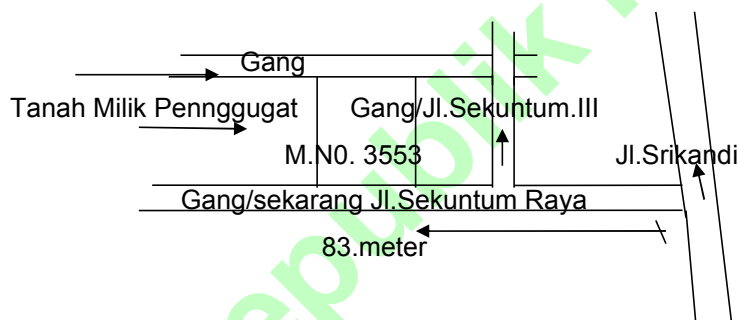 Gang
Tanah Milik Pennggugat
Gang/Jl.Sekuntum.III
M.N0. 3553
Jl.Srikandi
Gang/sekarang Jl.Sekuntum Raya
83.meter